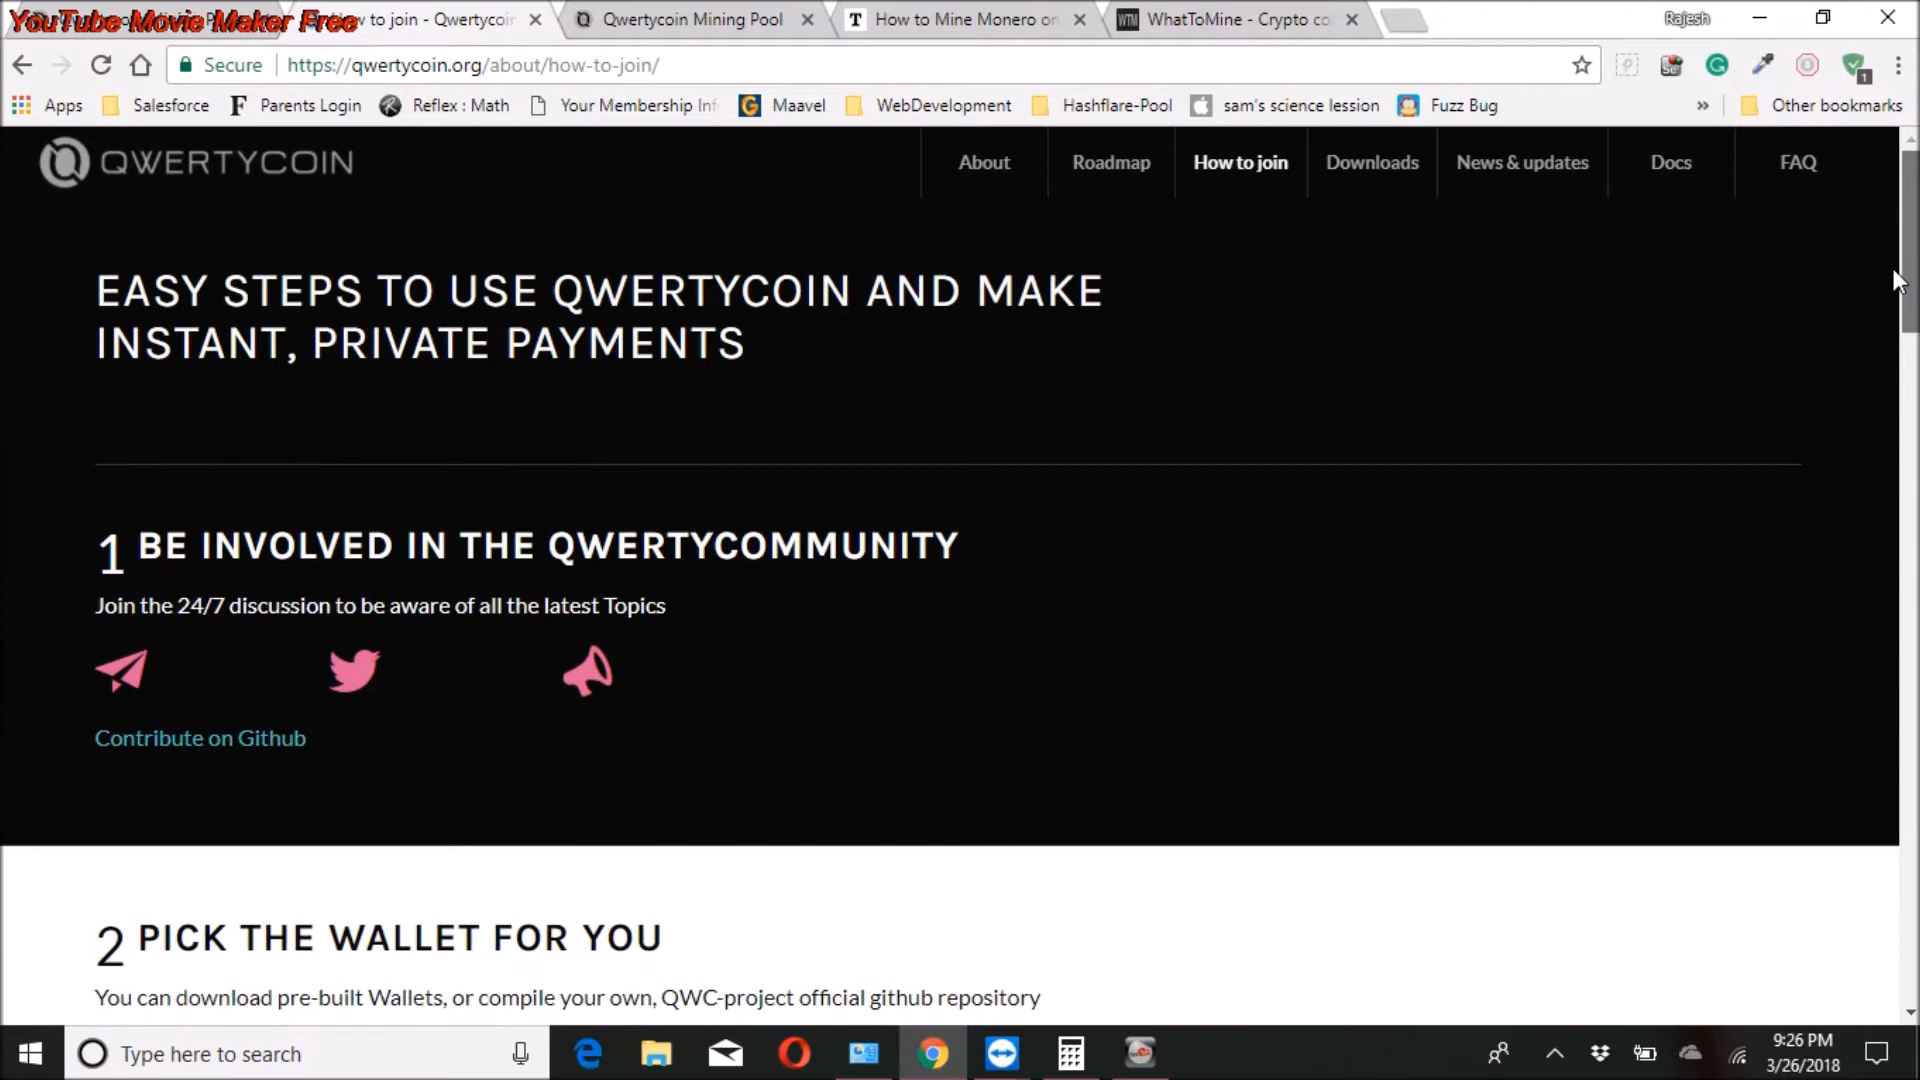 YouTube Movie Maker Free
How to join - Qwertycoin
Qwertycoin Mining Pool
T How to Mine Monero on
WTM WhatToMine - Crypto co
Rajesh
Secure https://qwertycoin.org/about/how-to-join/
1
Apps Salesforce F Parents Login Reflex : Math Your Membership Inf G Maavel WebDevelopment Hashflare-Pool sam's science lession Fuzz Bug » Other bookmarks
QWERTYCOIN
About Roadmap How to join Downloads News & updates Docs FAQ
EASY STEPS TO USE QWERTYCOIN AND MAKE
INSTANT, PRIVATE PAYMENTS
1 BE INVOLVED IN THE QWERTYCOMMUNITY
Join the 24/7 discussion to be aware of all the latest Topics
Contribute on Github
2 PICK THE WALLET FOR YOU
You can download pre-built Wallets, or compile your own, QWC-project official github repository
Type here to search
9:26 PM
3/26/2018